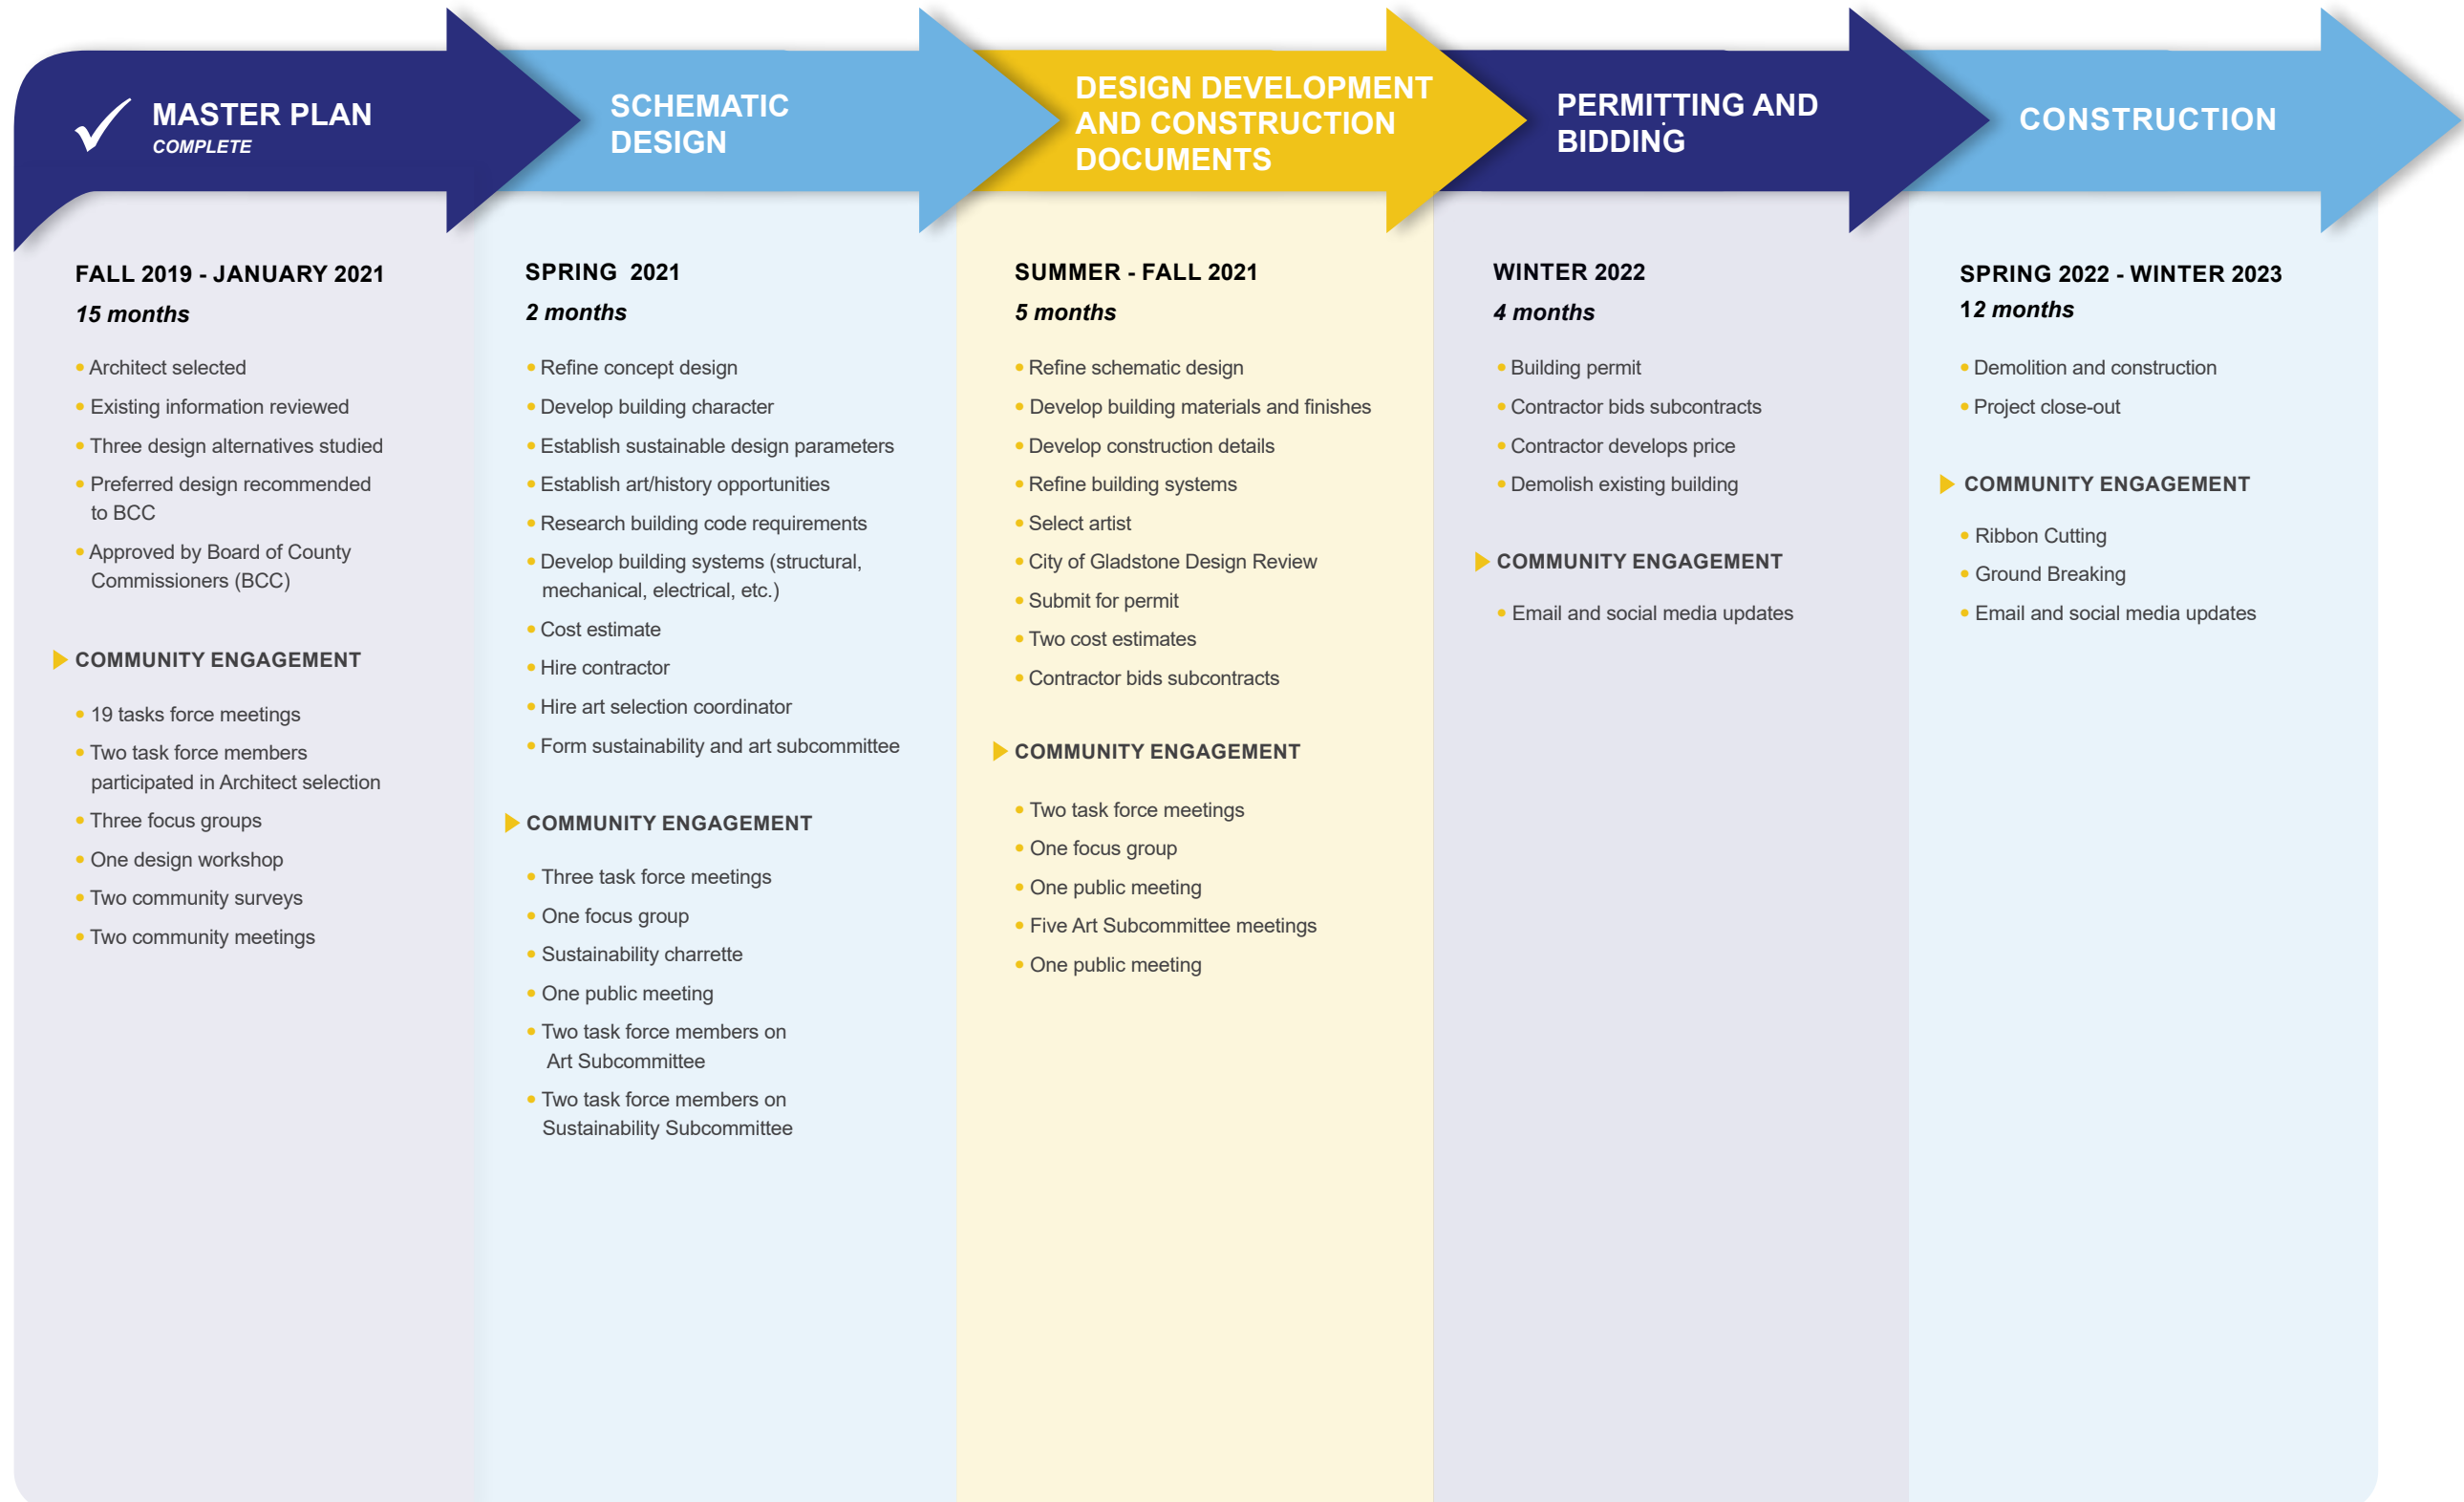 MASTER PLAN
COMPLETE
FALL 2019 - JANUARY 2021
15 months
• Architect selected
• Existing information reviewed
• Three design alternatives studied
• Preferred design recommended
to BCC
• Approved by Board of County
Commissioners (BCC)
COMMUNITY ENGAGEMENT
• 19 tasks force meetings
• Two task force members
participated in Architect selection
• Three focus groups
• One design workshop
• Two community surveys
• Two community meetings
SCHEMATIC
DESIGN
SPRING 2021
2 months
• Refine concept design
• Develop building character
• Establish sustainable design parameters
• Establish art/history opportunities
• Research building code requirements
• Develop building systems (structural,
mechanical, electrical, etc.)
• Cost estimate
• Hire contractor
• Hire art selection coordinator
• Form sustainability and art subcommittee
COMMUNITY ENGAGEMENT
• Three task force meetings
• One focus group
• Sustainability charrette
• One public meeting
• Two task force members on
Art Subcommittee
• Two task force members on
Sustainability Subcommittee
DESIGN DEVELOPMENT
AND CONSTRUCTION
DOCUMENTS
SUMMER - FALL 2021
5 months
• Refine schematic design
• Develop building materials and finishes
• Develop construction details
• Refine building systems
• Select artist
• City of Gladstone Design Review
• Submit for permit
• Two cost estimates
• Contractor bids subcontracts
COMMUNITY ENGAGEMENT
• Two task force meetings
• One focus group
• One public meeting
• Five Art Subcommittee meetings
• One public meeting
PERMITTING AND
BIDDING
WINTER 2022
4 months
• Building permit
• Contractor bids subcontracts
• Contractor develops price
• Demolish existing building
COMMUNITY ENGAGEMENT
• Email and social media updates
CONSTRUCTION
SPRING 2022 - WINTER 2023
12 months
• Demolition and construction
• Project close-out
COMMUNITY ENGAGEMENT
• Ribbon Cutting
• Ground Breaking
• Email and social media updates